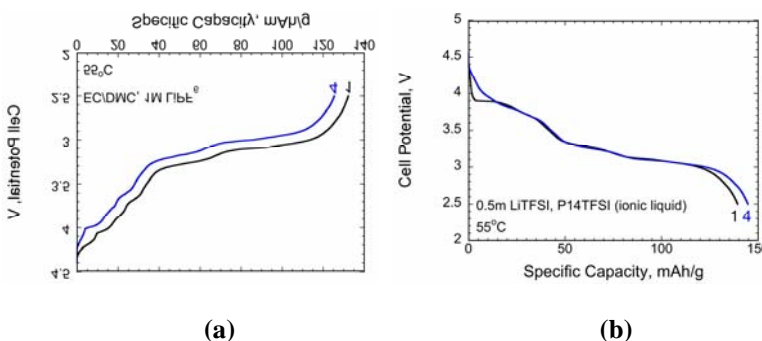 Specific Capacity, mAh/g
0 20 40 60 80 100 120 140
2
2.5
3
3.5
4
4.5
Cell Potential, V
55°C
EC/DMC, 1M LiPF6
4 1
(a)
5
4.5
4
3.5
3
2.5
2
Cell Potential, V
0.5m LiTFSI, P14TFSI (ionic liquid)
55°C
1 4
0 50 100 150
Specific Capacity, mAh/g
(b)